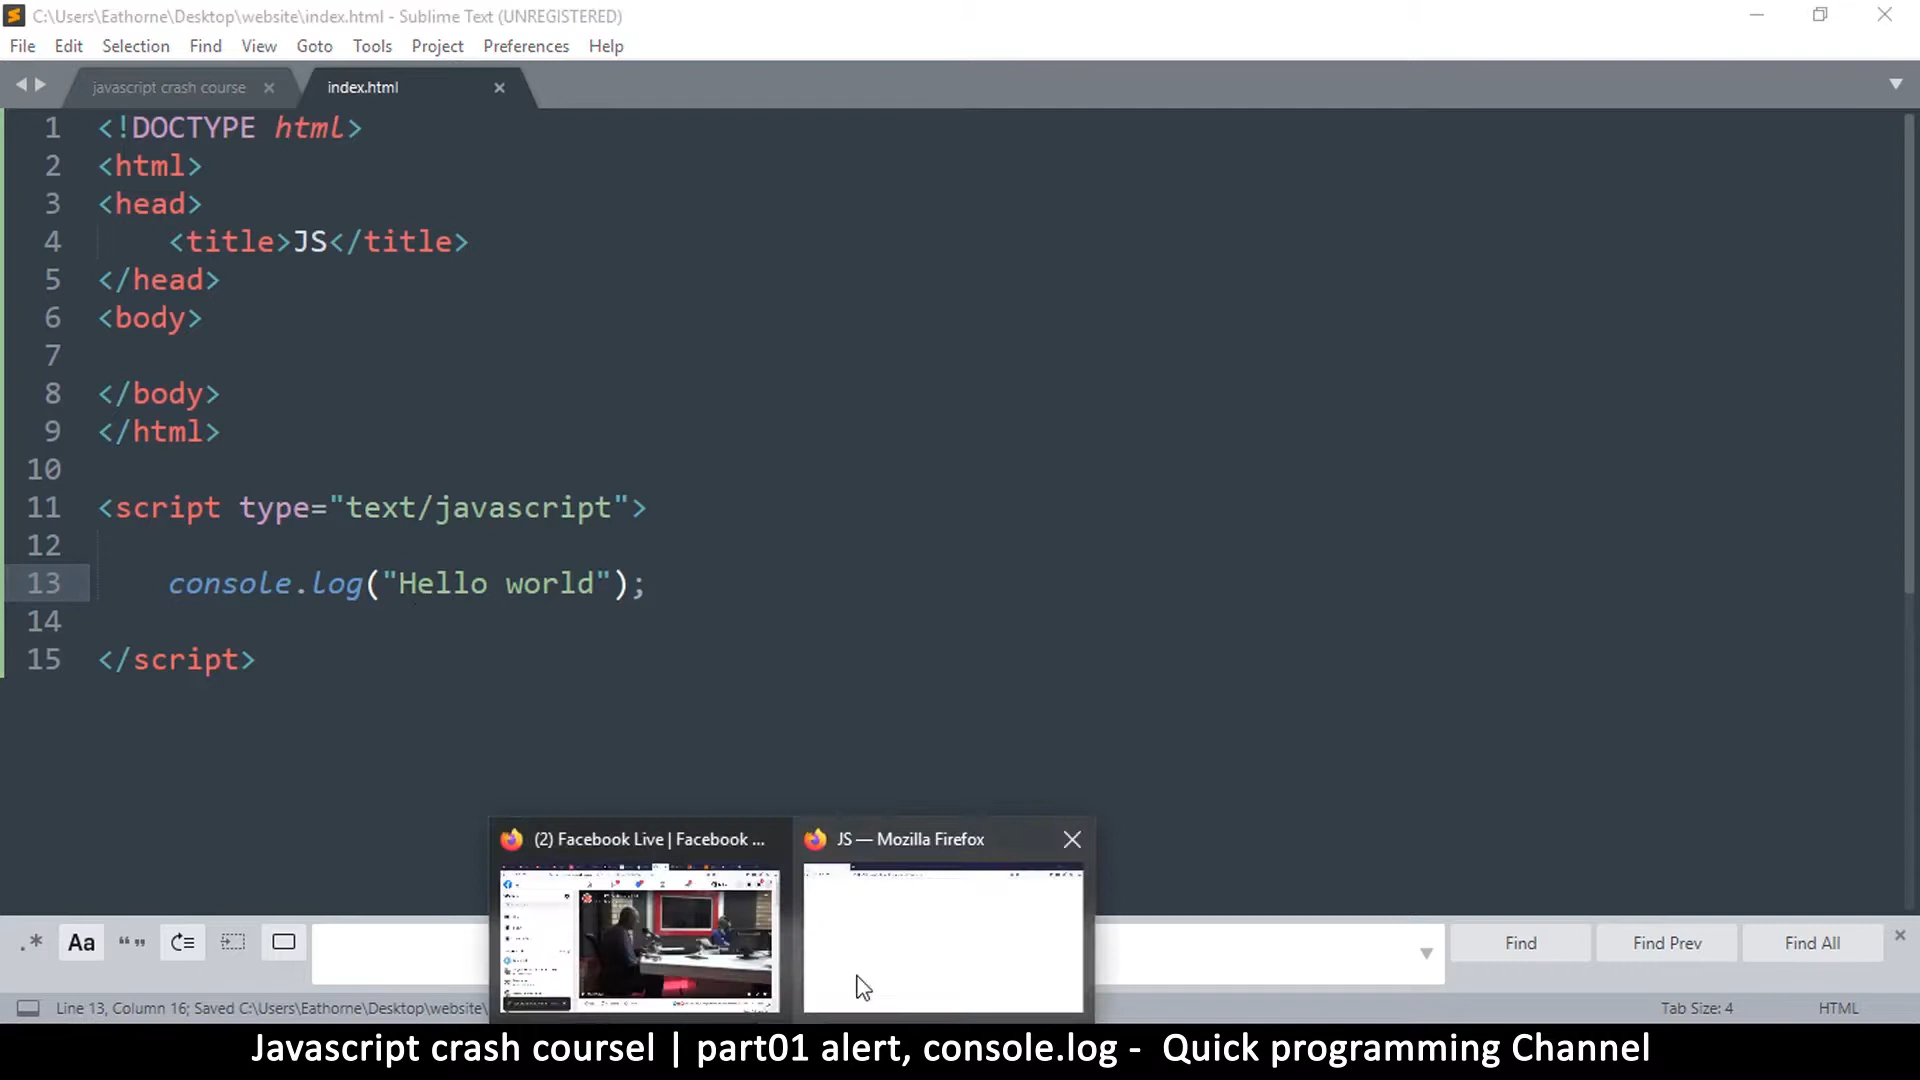 C:\Users\Eathorne\Desktop\website\index.html - Sublime Text (UNREGISTERED)
File Edit Selection Find View Goto Tools Project Preferences Help
javascript crash course index.html
1 <!DOCTYPE html>
2 <html>
3 <head>
4 <title>JS</title>
5 </head>
6 <body>
7
8 </body>
9 </html>
10
11 <script type="text/javascript">
12
13 console.log("Hello world");
14
15 </script>
(2) Facebook Live | Facebook ... JS — Mozilla Firefox
.* Aa “” Find Find Prev Find All
Line 13, Column 16; Saved C:\Users\Eathorne\Desktop\website\ Tab Size: 4 HTML
Javascript crash coursel | part01 alert, console.log - Quick programming Channel